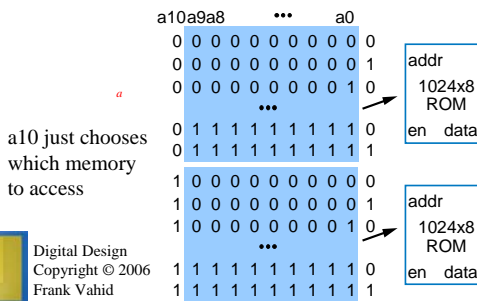 a10a9a8 ••• a0
0 0 0 0 0 0 0 0 0 0 0
0 0 0 0 0 0 0 0 0 0 1
0 0 0 0 0 0 0 0 0 1 0
•••
0 1 1 1 1 1 1 1 1 1 0
0 1 1 1 1 1 1 1 1 1 1
addr
1024x8
ROM
en data
a
a10 just chooses
which memory
to access
1 0 0 0 0 0 0 0 0 0 0
1 0 0 0 0 0 0 0 0 0 1
1 0 0 0 0 0 0 0 0 1 0
•••
1 1 1 1 1 1 1 1 1 1 0
1 1 1 1 1 1 1 1 1 1 1
addr
1024x8
ROM
en data
Digital Design
Copyright © 2006
Frank Vahid